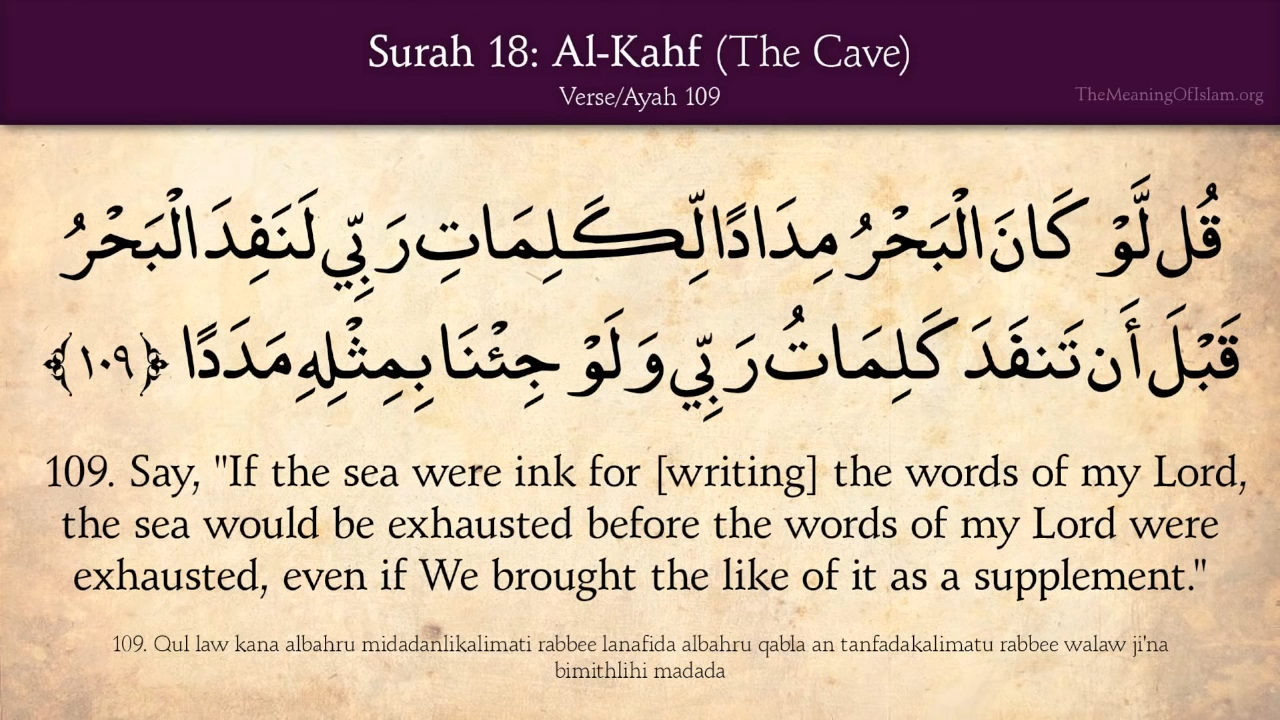 Surah 18: Al-Kahf (The Cave)
Verse/Ayah 109
TheMeaningOfIslam.org
قُل لَّوْ كَانَ الْبَحْرُ مِدَادًا لِّكَلِمَاتِ رَبِّي لَنَفِدَ الْبَحْرُ
قَبْلَ أَن تَنفَدَ كَلِمَاتُ رَبِّي وَلَوْ جِئْنَا بِمِثْلِهِ مَدَدًا ﴿١٠٩﴾
109. Say, "If the sea were ink for [writing] the words of my Lord,
the sea would be exhausted before the words of my Lord were
exhausted, even if We brought the like of it as a supplement."
109. Qul law kana albahru midadanlikalimati rabbee lanafida albahru qabla an tanfadakalimatu rabbee walaw ji'na
bimithlihi madada